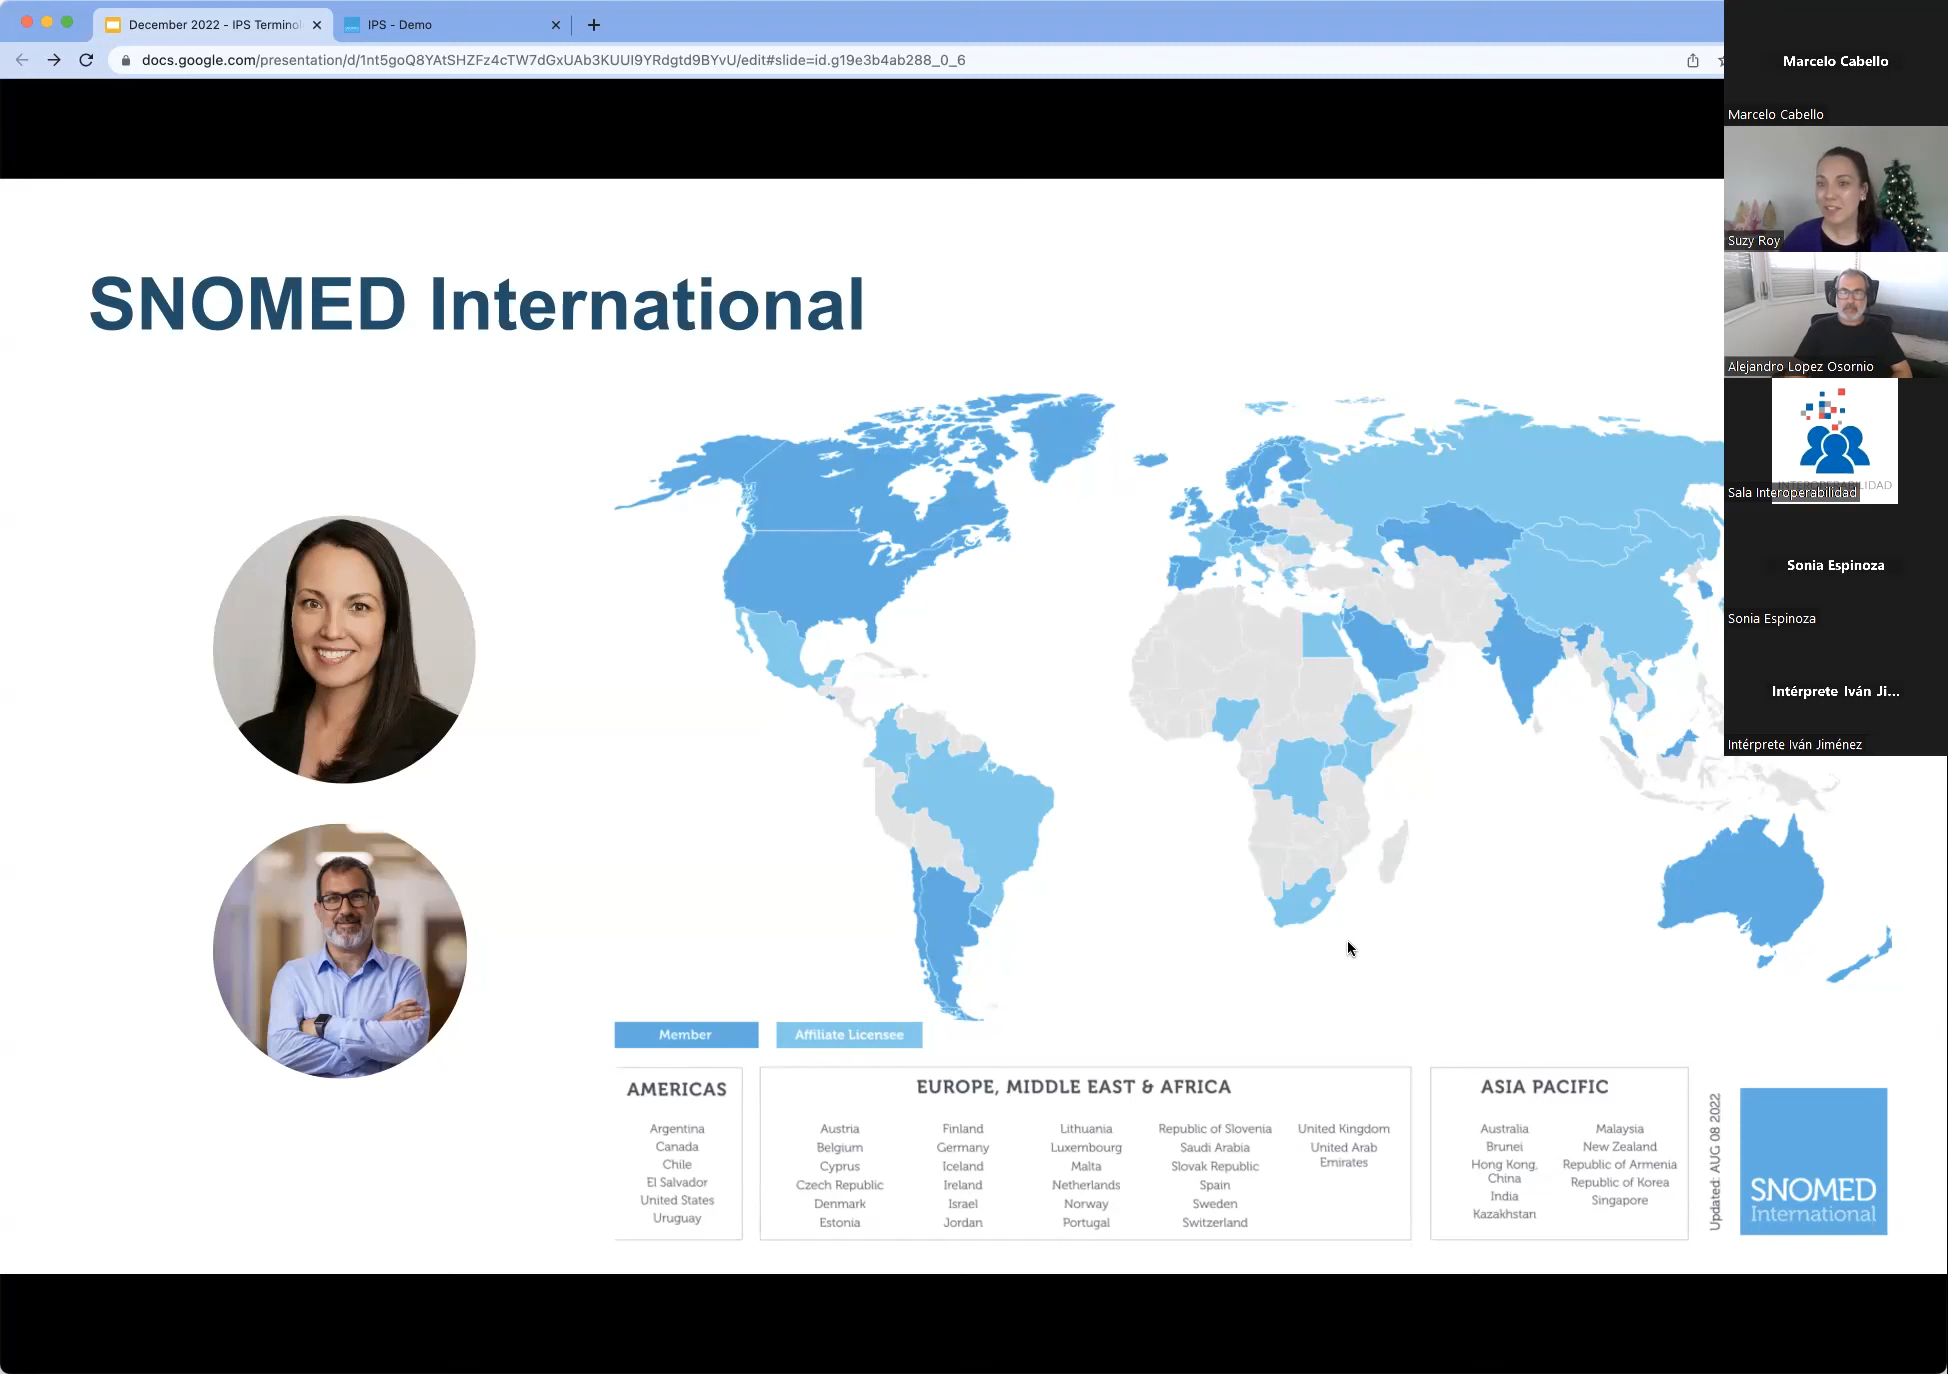 December 2022 - IPS Termino
IPS - Demo
docs.google.com/presentation/d/1nt5goQ8YAtSHZFz4cTW7dGxUAb3KUUI9YRdgtd9BYvU/edit#slide=id.g19e3b4ab288_0_6
Marcelo Cabello
Marcelo Cabello
Suzy Roy
Alejandro Lopez Osornio
INTEROPERABILIDAD
Sala Interoperabilidad
Sonia Espinoza
Sonia Espinoza
Intérprete Iván Ji...
Intérprete Iván Jiménez
SNOMED International
Member
Affiliate Licensee
AMERICAS
Argentina
Canada
Chile
El Salvador
United States
Uruguay
EUROPE, MIDDLE EAST & AFRICA
Austria
Belgium
Cyprus
Czech Republic
Denmark
Estonia
Finland
Germany
Iceland
Ireland
Israel
Jordan
Lithuania
Luxembourg
Malta
Netherlands
Norway
Portugal
Republic of Slovenia
Saudi Arabia
Slovak Republic
Spain
Sweden
Switzerland
United Kingdom
United Arab
Emirates
ASIA PACIFIC
Australia
Brunei
Hong Kong,
China
India
Kazakhstan
Malaysia
New Zealand
Republic of Armenia
Republic of Korea
Singapore
Updated: AUG 08 2022
SNOMED
International